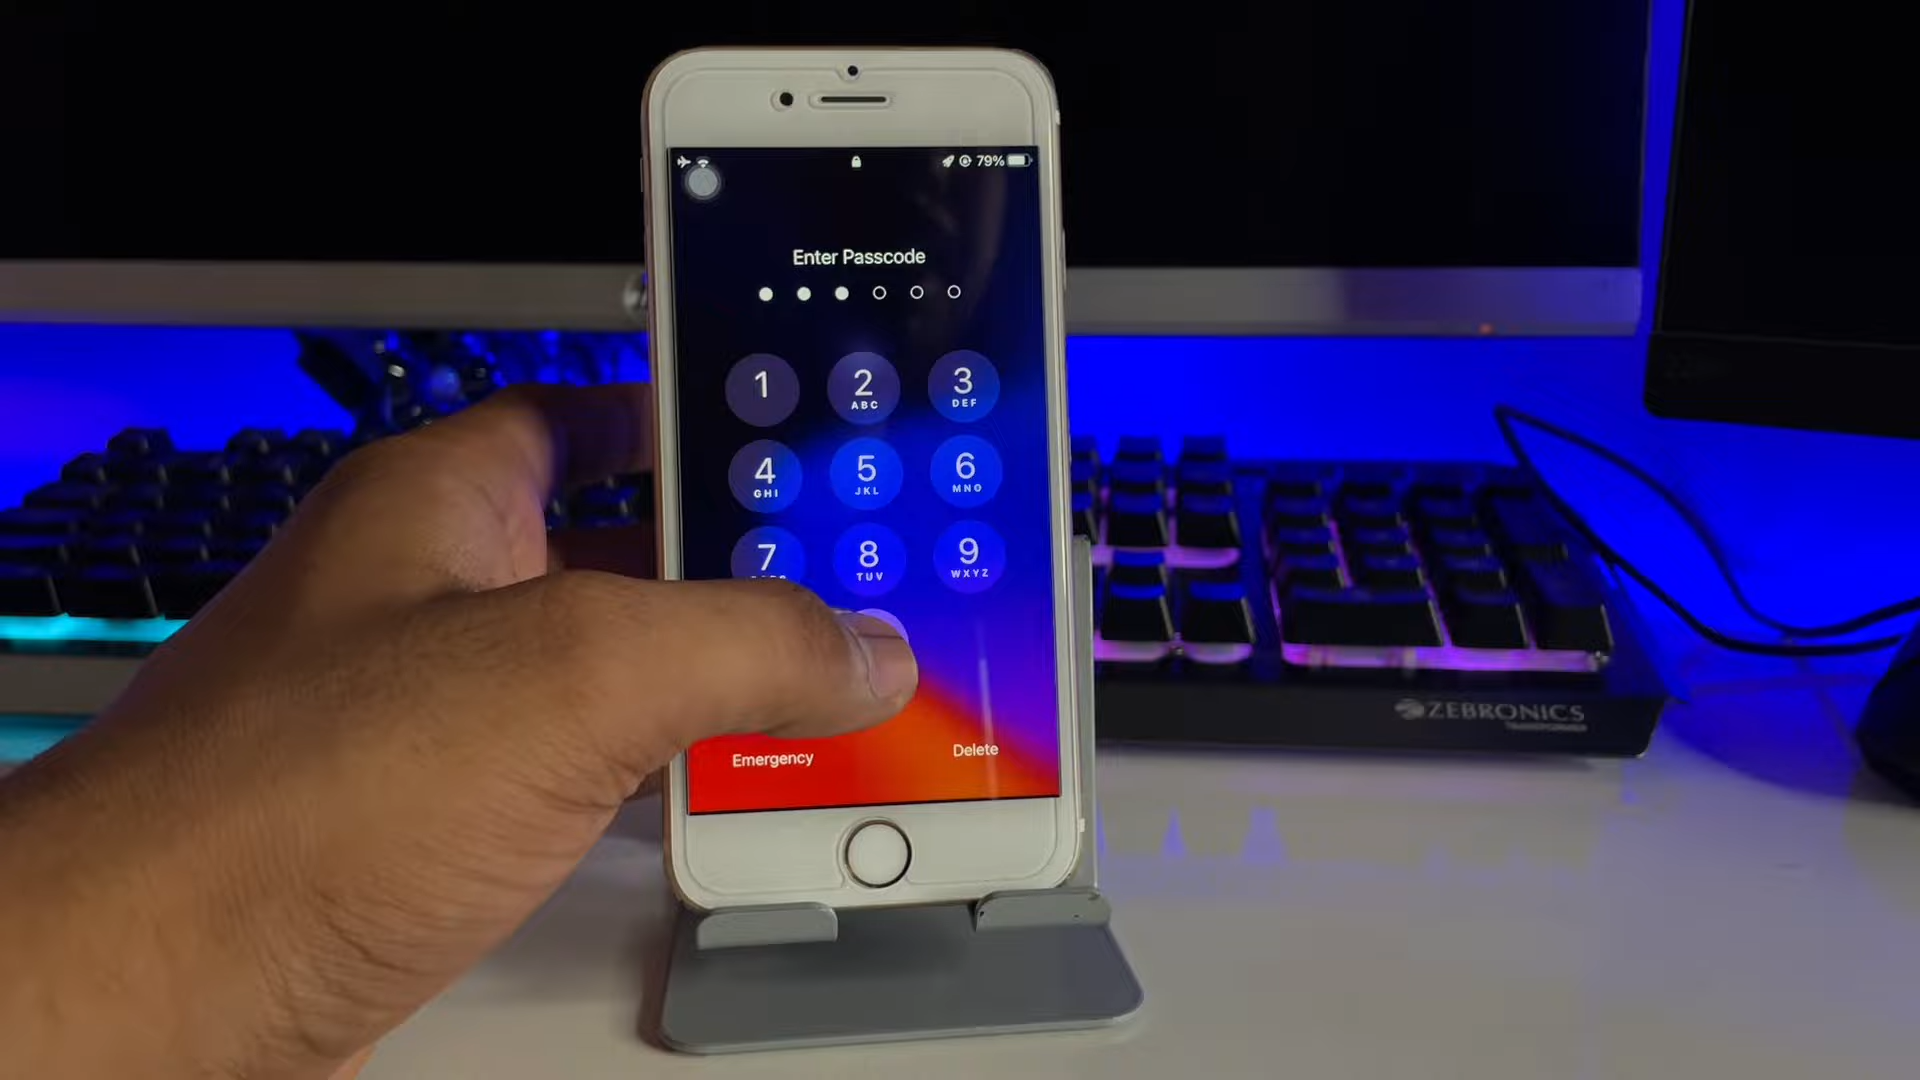 79%
Enter Passcode
1 2 3
ABC DEF
4 5 6
GHI JKL MNO
7 8 9
TUV WXYZ
Emergency Delete
ZEBRONICS